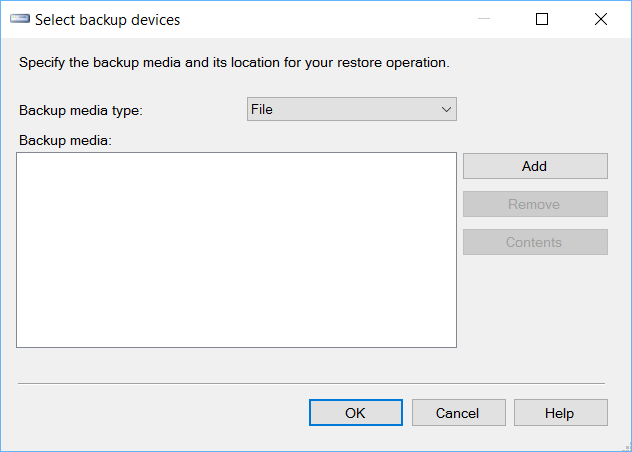 Select backup devices
Specify the backup media and its location for your restore operation.
Backup media type:
File
Backup media:
Add
Remove
Contents
OK
Cancel
Help